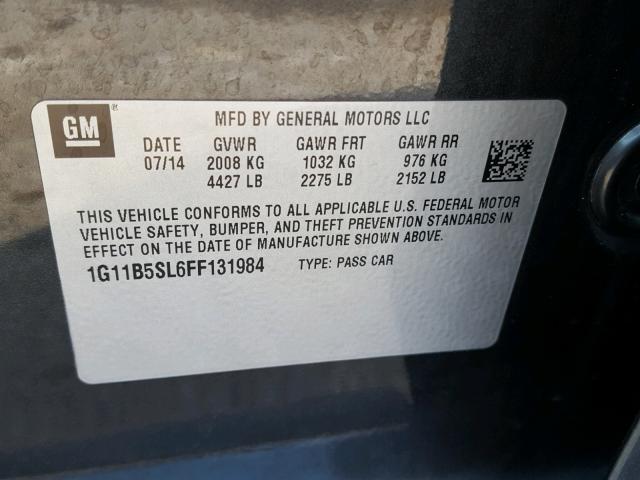 GM ®
MFD BY GENERAL MOTORS LLC
DATE GVWR GAWR FRT GAWR RR
07/14 2008 KG 1032 KG 976 KG
4427 LB 2275 LB 2152 LB
THIS VEHICLE CONFORMS TO ALL APPLICABLE U.S. FEDERAL MOTOR
VEHICLE SAFETY, BUMPER, AND THEFT PREVENTION STANDARDS IN
EFFECT ON THE DATE OF MANUFACTURE SHOWN ABOVE.
1G11B5SL6FF131984 TYPE: PASS CAR